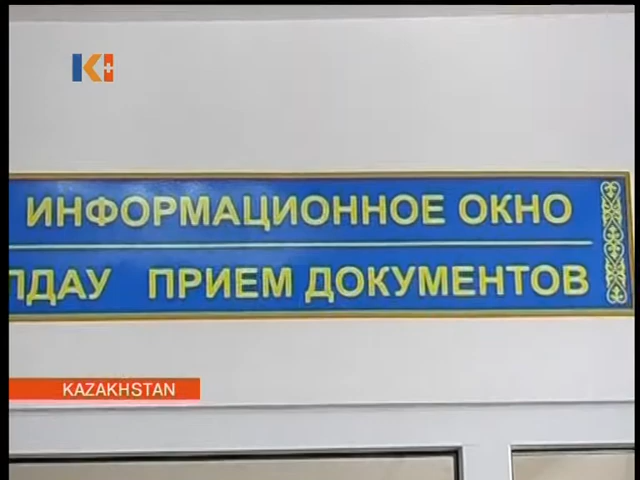 K+
ИНФОРМАЦИОННОЕ ОКНО
ПРИЕМ ДОКУМЕНТОВ
KAZAKHSTAN